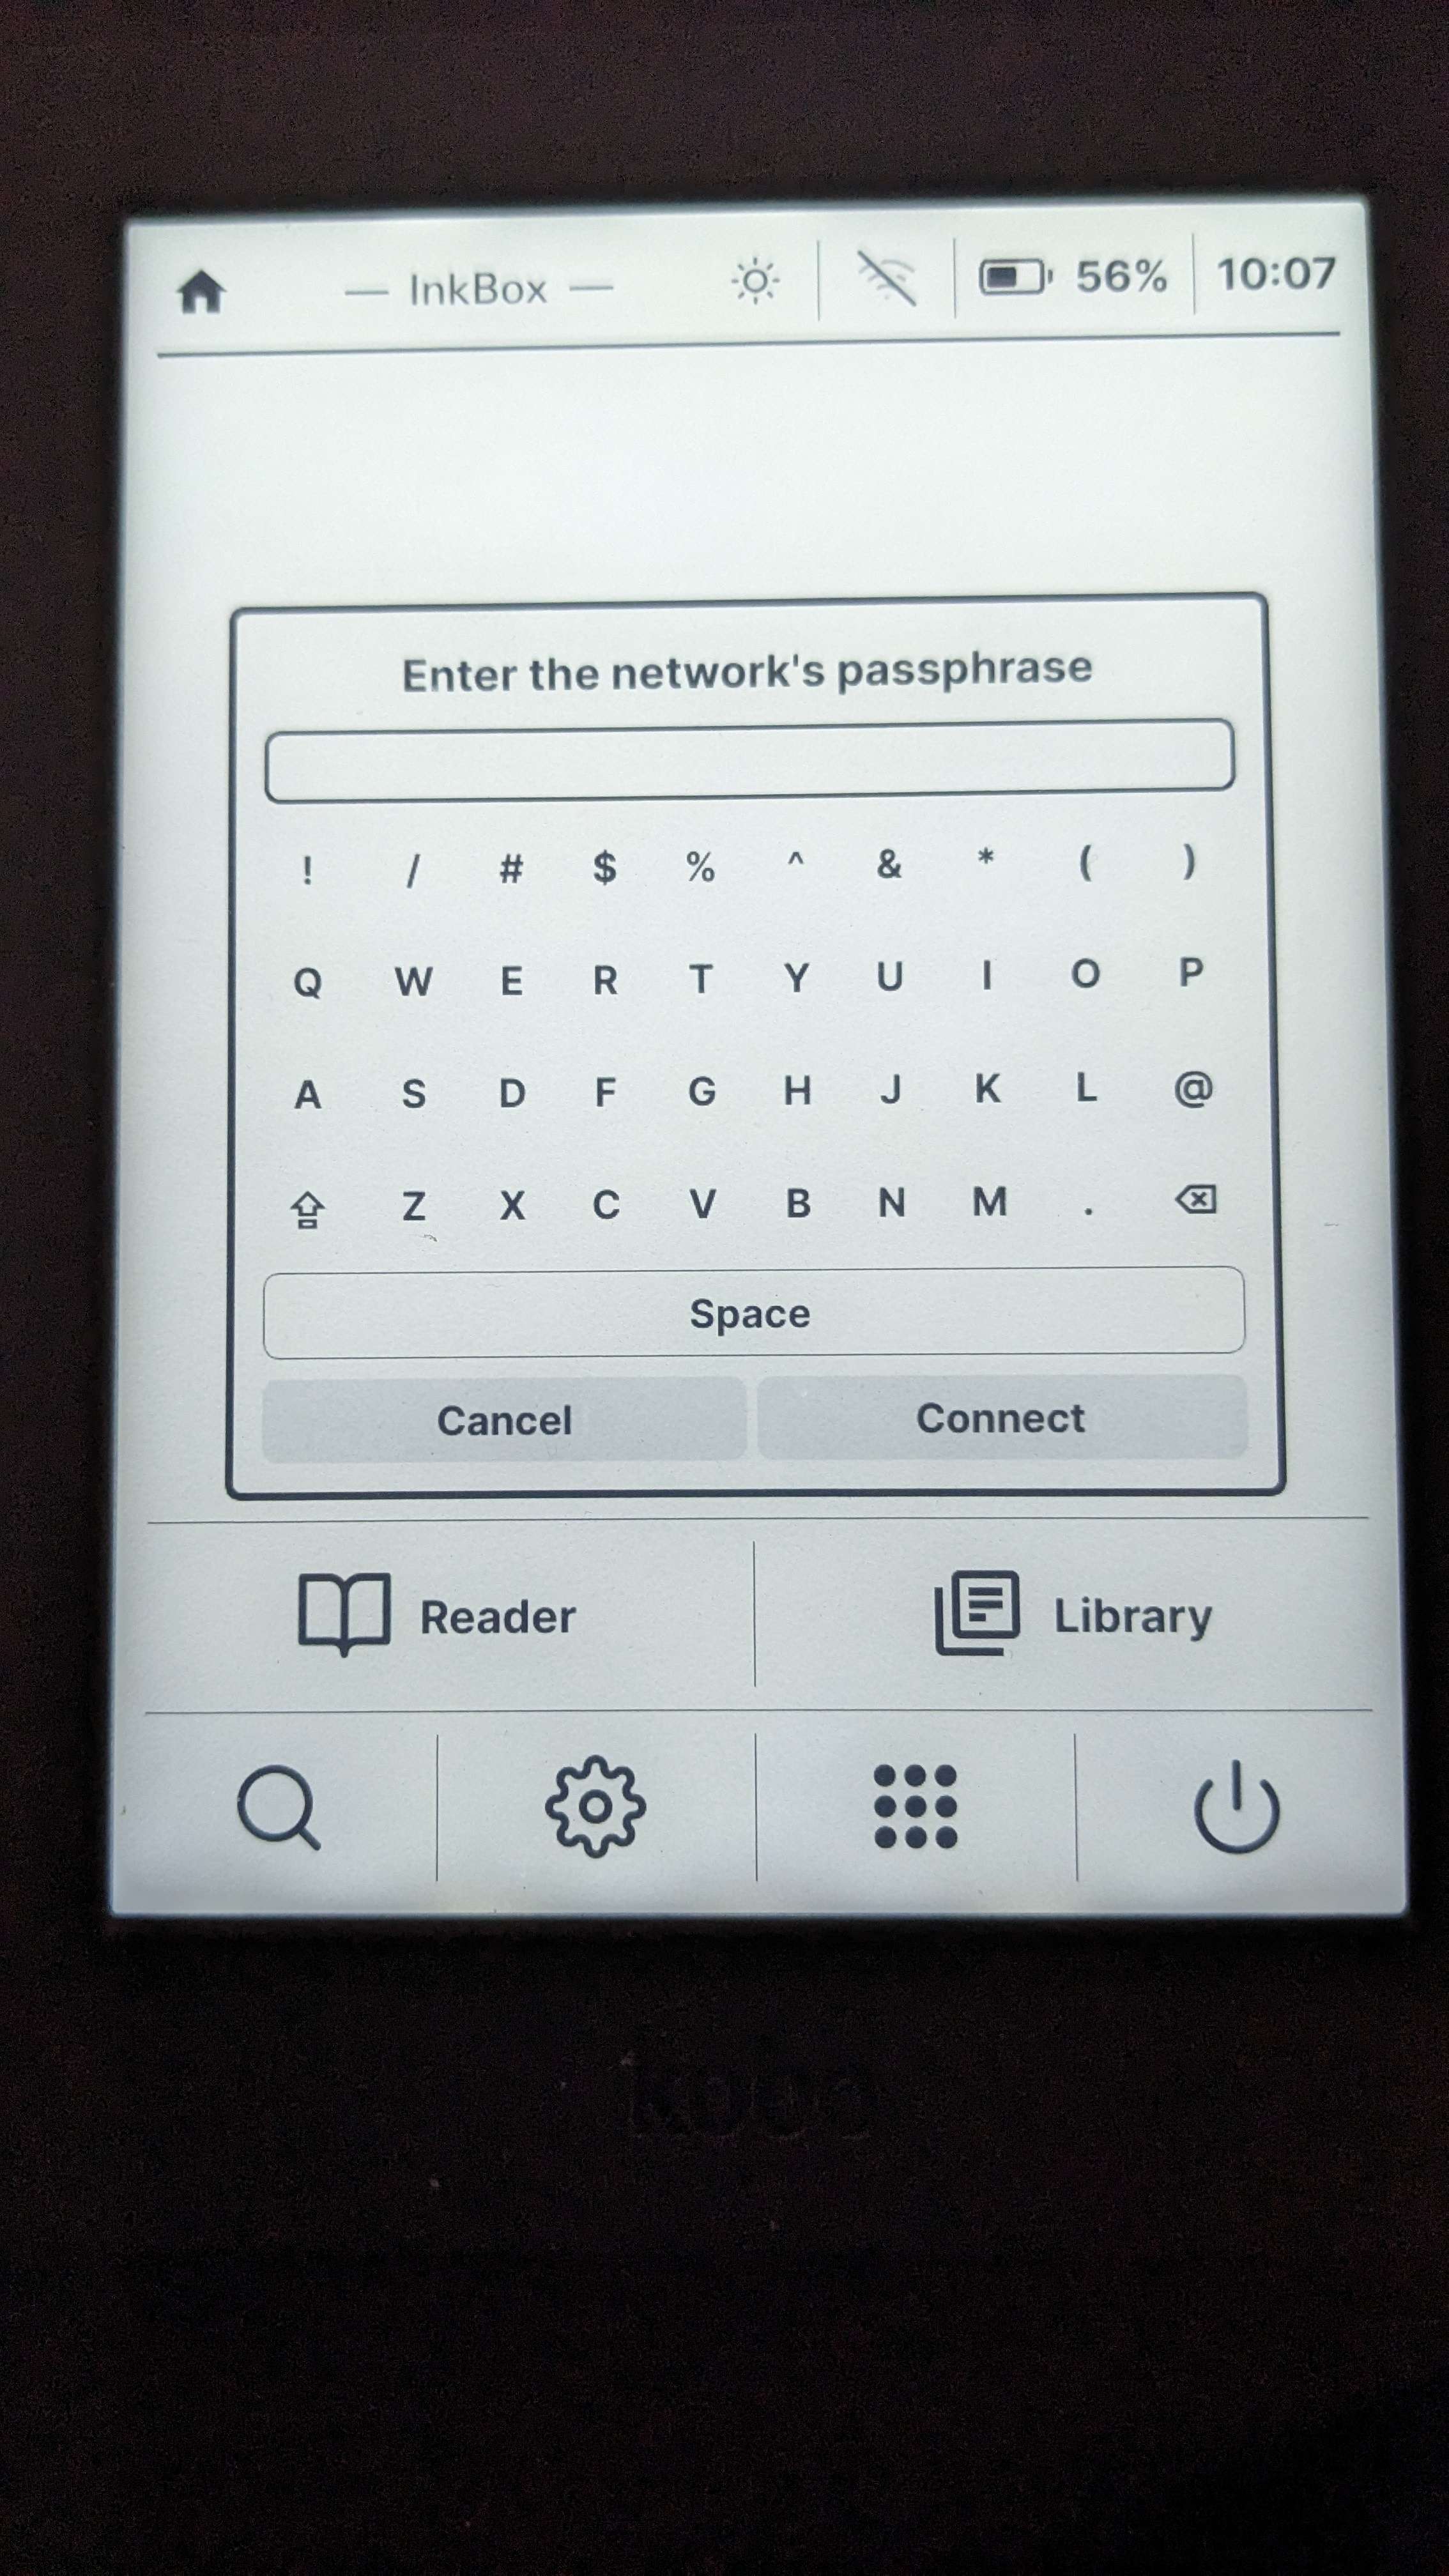 — InkBox — 56% 10:07
Enter the network's passphrase
! / # $ % ^ & * ( )
Q W E R T Y U I O P
A S D F G H J K L @
Z X C V B N M .
Space
Cancel Connect
Reader Library
kobo